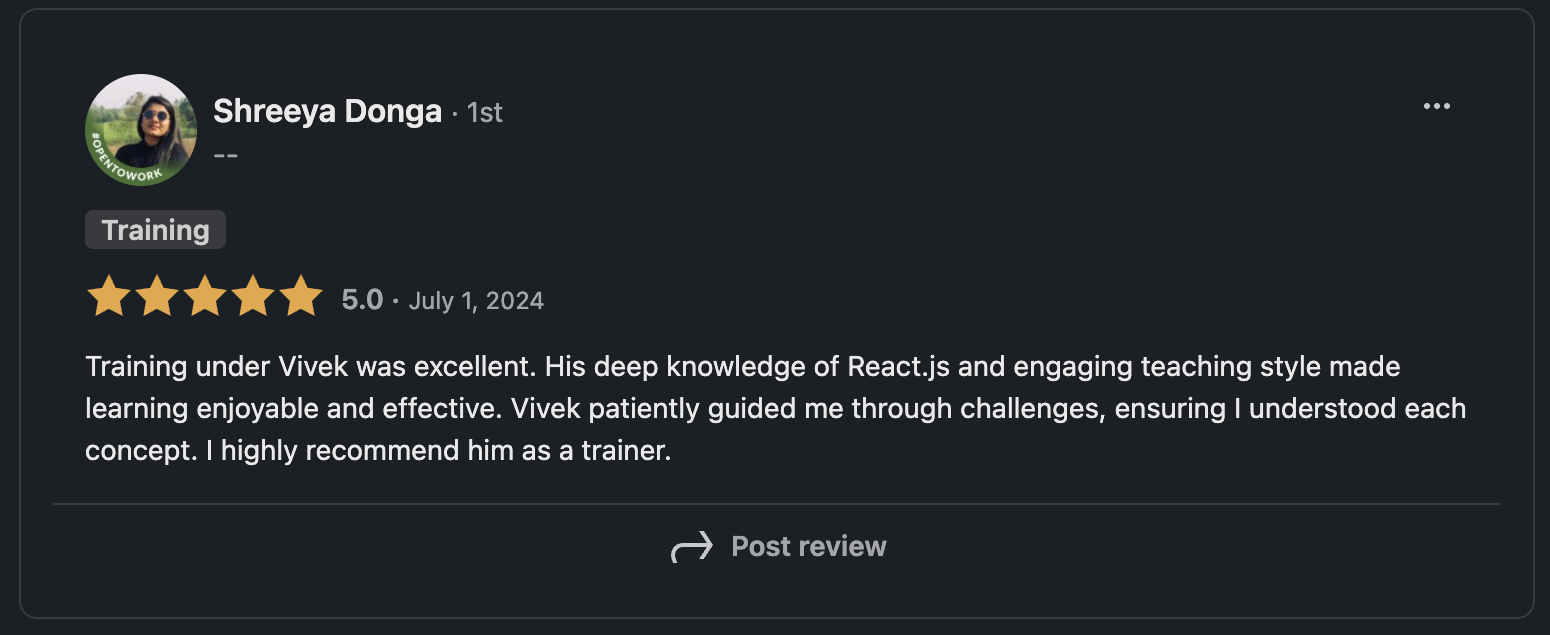 Shreeya Donga · 1st
--
#OPENTOWORK
Training
5.0 · July 1, 2024
Training under Vivek was excellent. His deep knowledge of React.js and engaging teaching style made
learning enjoyable and effective. Vivek patiently guided me through challenges, ensuring I understood each
concept. I highly recommend him as a trainer.
Post review